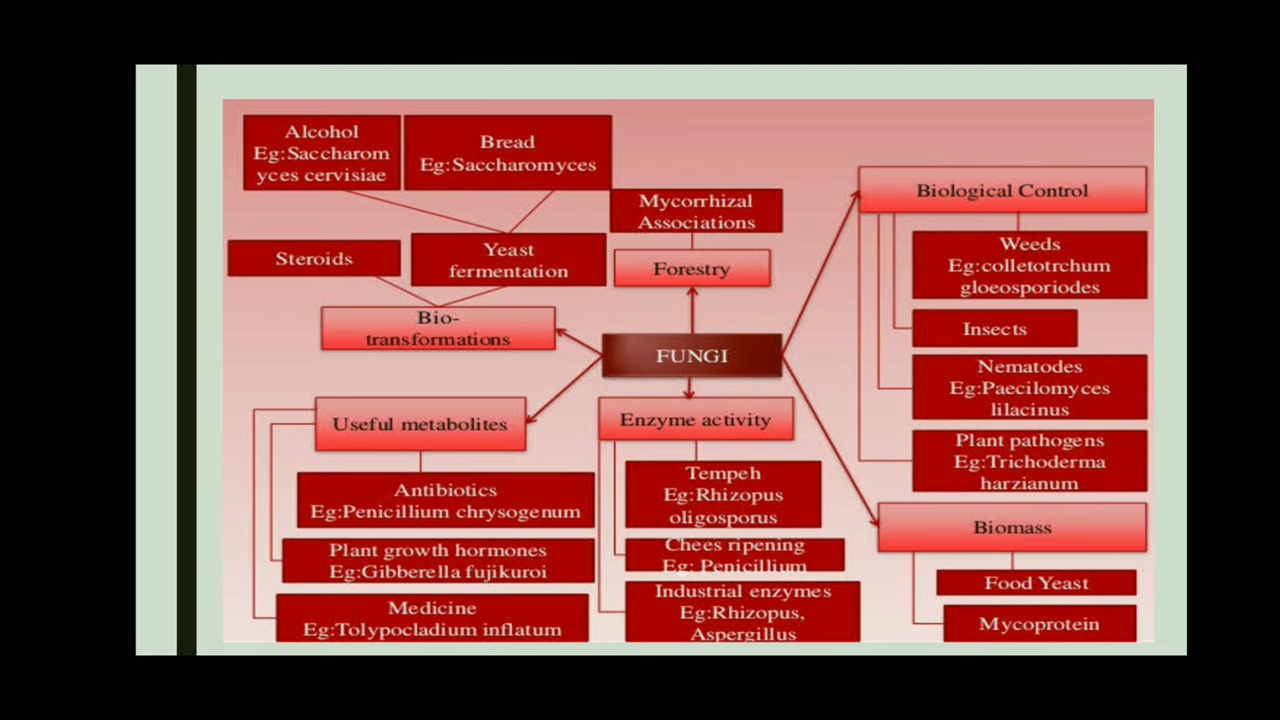 Alcohol
Eg:Saccharom
yces cervisiae
Bread
Eg:Saccharomyces
Mycorrhizal
Associations
Biological Control
Steroids
Yeast
fermentation
Forestry
Weeds
Eg:colletotrchum
gloeosporiodes
Bio-
transformations
FUNGI
Insects
Nematodes
Eg:Paecilomyces
lilacinus
Useful metabolites
Enzyme activity
Plant pathogens
Eg:Trichoderma
harzianum
Antibiotics
Eg:Penicillium chrysogenum
Tempeh
Eg:Rhizopus
oligosporus
Biomass
Plant growth hormones
Eg:Gibberella fujikuroi
Chees ripening
Eg: Penicillium
Food Yeast
Medicine
Eg:Tolypocladium inflatum
Industrial enzymes
Eg:Rhizopus,
Aspergillus
Mycoprotein